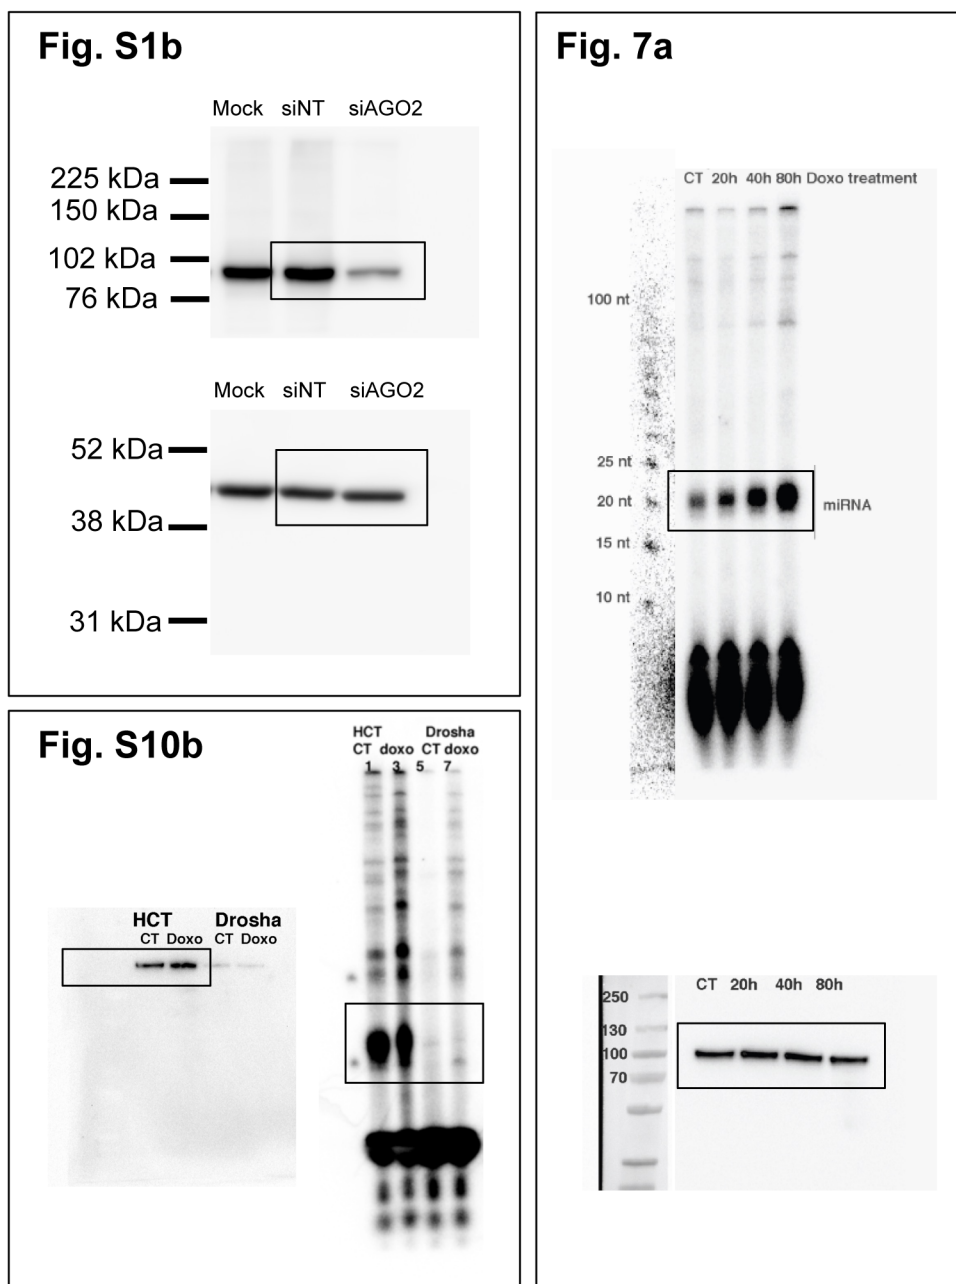 Fig. S1b
Mock siNT siAGO2
225 kDa
150 kDa
102 kDa
76 kDa
Mock siNT siAGO2
52 kDa
38 kDa
31 kDa
Fig. S10b
HCT Drosha
CT Doxo CT Doxo
HCT Drosha
CT doxo CT doxo
1 3 5 7
Fig. 7a
CT 20h 40h 80h Doxo treatment
100 nt
25 nt
20 nt
miRNA
15 nt
10 nt
CT 20h 40h 80h
250
130
100
70